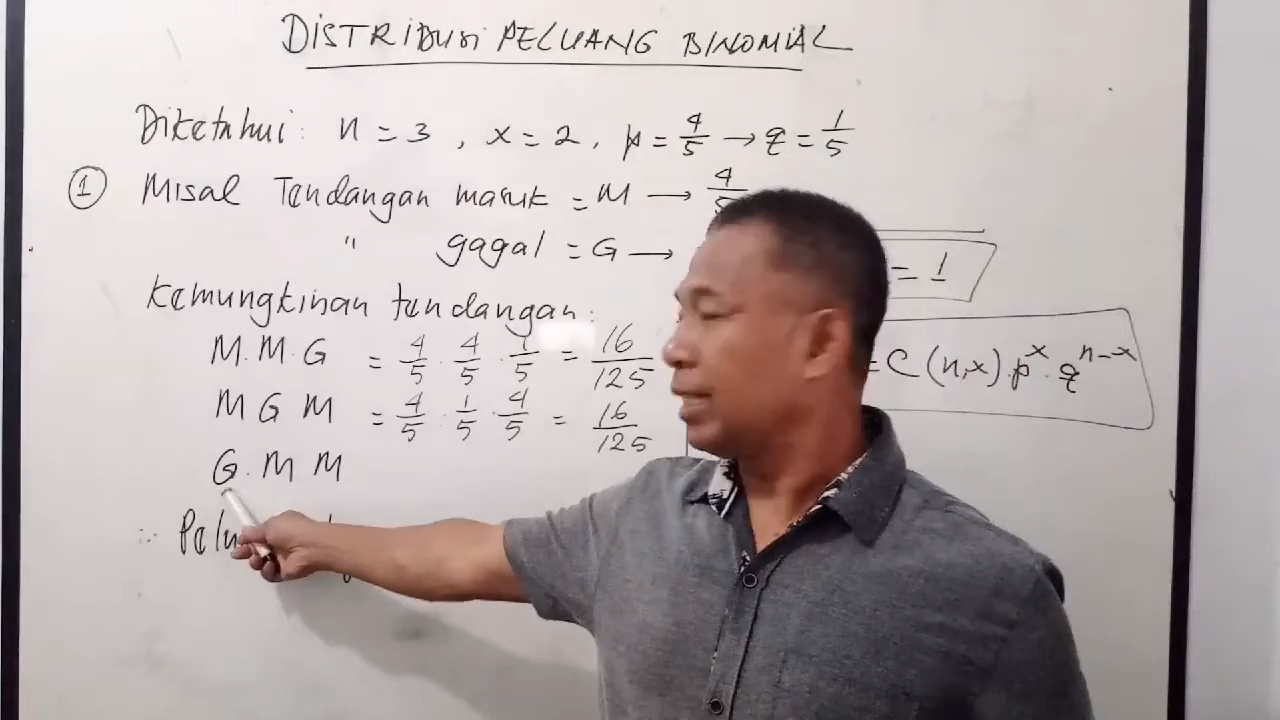 DISTRIBUSI PELUANG BINOMIAL
Diketahui: n = 3, x = 2, p = 4/5 → q = 1/5
① Misal Tendangan masuk = M → 4/5
" gagal = G →
= 1
Kemungkinan tendangan:
M.M.G = 4/5 . 4/5 . 1/5 = 16/125
M G M = 4/5 . 1/5 . 4/5 = 16/125
G.M M
= C (n,x).p^x.q^n-x
∴